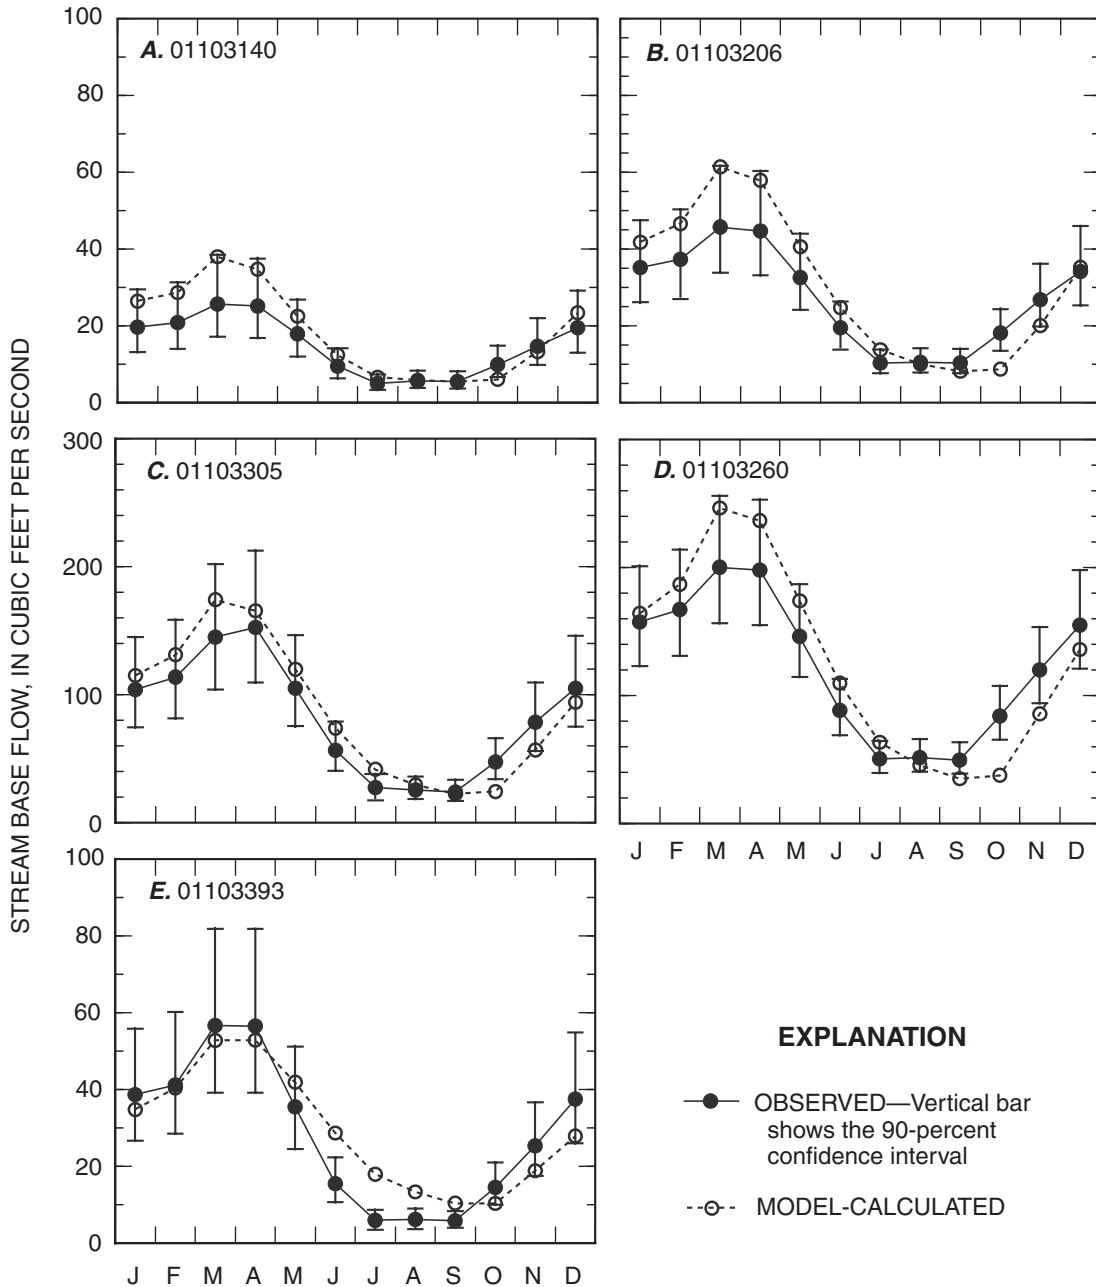 STREAM BASE FLOW, IN CUBIC FEET PER SECOND
100
80
60
40
20
0
A. 01103140
B. 01103206
300
200
100
0
C. 01103305
D. 01103260
J F M A M J J A S O N D
100
80
60
40
20
0
E. 01103393
J F M A M J J A S O N D
EXPLANATION
OBSERVED—Vertical bar
shows the 90-percent
confidence interval
MODEL-CALCULATED